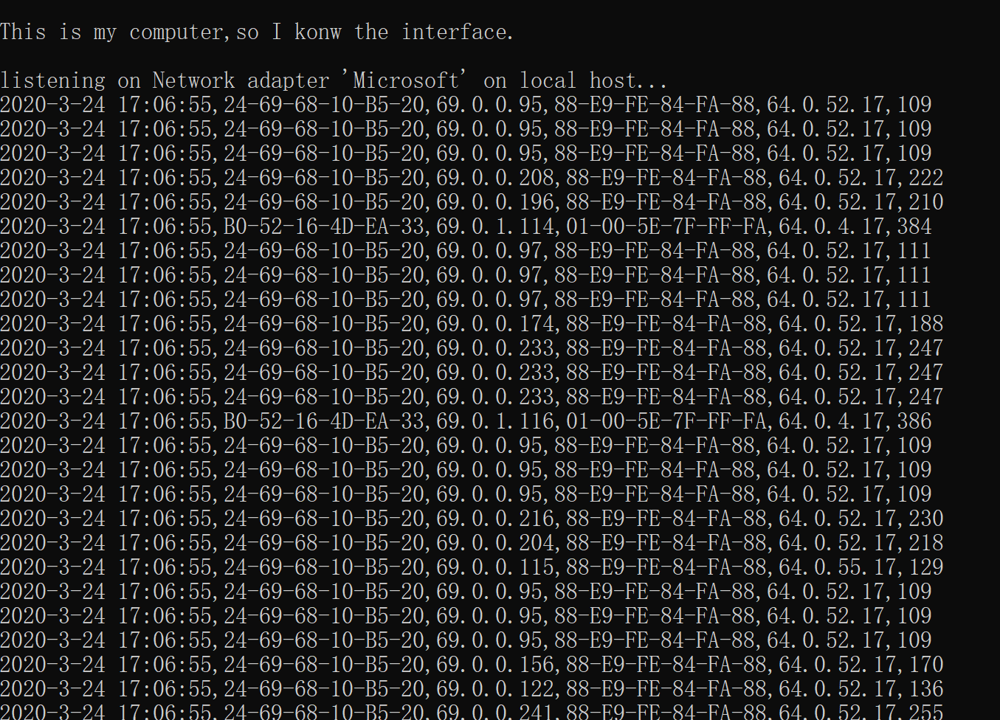 This is my computer,so I konw the interface.
listening on Network adapter 'Microsoft' on local host...
2020-3-24 17:06:55,24-69-68-10-B5-20,69.0.0.95,88-E9-FE-84-FA-88,64.0.52.17,109
2020-3-24 17:06:55,24-69-68-10-B5-20,69.0.0.95,88-E9-FE-84-FA-88,64.0.52.17,109
2020-3-24 17:06:55,24-69-68-10-B5-20,69.0.0.95,88-E9-FE-84-FA-88,64.0.52.17,109
2020-3-24 17:06:55,24-69-68-10-B5-20,69.0.0.208,88-E9-FE-84-FA-88,64.0.52.17,222
2020-3-24 17:06:55,24-69-68-10-B5-20,69.0.0.196,88-E9-FE-84-FA-88,64.0.52.17,210
2020-3-24 17:06:55,B0-52-16-4D-EA-33,69.0.1.114,01-00-5E-7F-FF-FA,64.0.4.17,384
2020-3-24 17:06:55,24-69-68-10-B5-20,69.0.0.97,88-E9-FE-84-FA-88,64.0.52.17,111
2020-3-24 17:06:55,24-69-68-10-B5-20,69.0.0.97,88-E9-FE-84-FA-88,64.0.52.17,111
2020-3-24 17:06:55,24-69-68-10-B5-20,69.0.0.97,88-E9-FE-84-FA-88,64.0.52.17,111
2020-3-24 17:06:55,24-69-68-10-B5-20,69.0.0.174,88-E9-FE-84-FA-88,64.0.52.17,188
2020-3-24 17:06:55,24-69-68-10-B5-20,69.0.0.233,88-E9-FE-84-FA-88,64.0.52.17,247
2020-3-24 17:06:55,24-69-68-10-B5-20,69.0.0.233,88-E9-FE-84-FA-88,64.0.52.17,247
2020-3-24 17:06:55,24-69-68-10-B5-20,69.0.0.233,88-E9-FE-84-FA-88,64.0.52.17,247
2020-3-24 17:06:55,B0-52-16-4D-EA-33,69.0.1.116,01-00-5E-7F-FF-FA,64.0.4.17,386
2020-3-24 17:06:55,24-69-68-10-B5-20,69.0.0.95,88-E9-FE-84-FA-88,64.0.52.17,109
2020-3-24 17:06:55,24-69-68-10-B5-20,69.0.0.95,88-E9-FE-84-FA-88,64.0.52.17,109
2020-3-24 17:06:55,24-69-68-10-B5-20,69.0.0.95,88-E9-FE-84-FA-88,64.0.52.17,109
2020-3-24 17:06:55,24-69-68-10-B5-20,69.0.0.216,88-E9-FE-84-FA-88,64.0.52.17,230
2020-3-24 17:06:55,24-69-68-10-B5-20,69.0.0.204,88-E9-FE-84-FA-88,64.0.52.17,218
2020-3-24 17:06:55,24-69-68-10-B5-20,69.0.0.115,88-E9-FE-84-FA-88,64.0.55.17,129
2020-3-24 17:06:55,24-69-68-10-B5-20,69.0.0.95,88-E9-FE-84-FA-88,64.0.52.17,109
2020-3-24 17:06:55,24-69-68-10-B5-20,69.0.0.95,88-E9-FE-84-FA-88,64.0.52.17,109
2020-3-24 17:06:55,24-69-68-10-B5-20,69.0.0.95,88-E9-FE-84-FA-88,64.0.52.17,109
2020-3-24 17:06:55,24-69-68-10-B5-20,69.0.0.156,88-E9-FE-84-FA-88,64.0.52.17,170
2020-3-24 17:06:55,24-69-68-10-B5-20,69.0.0.122,88-E9-FE-84-FA-88,64.0.52.17,136
2020-3-24 17:06:55,24-69-68-10-B5-20,69.0.0.241,88-E9-FE-84-FA-88,64.0.52.17,255